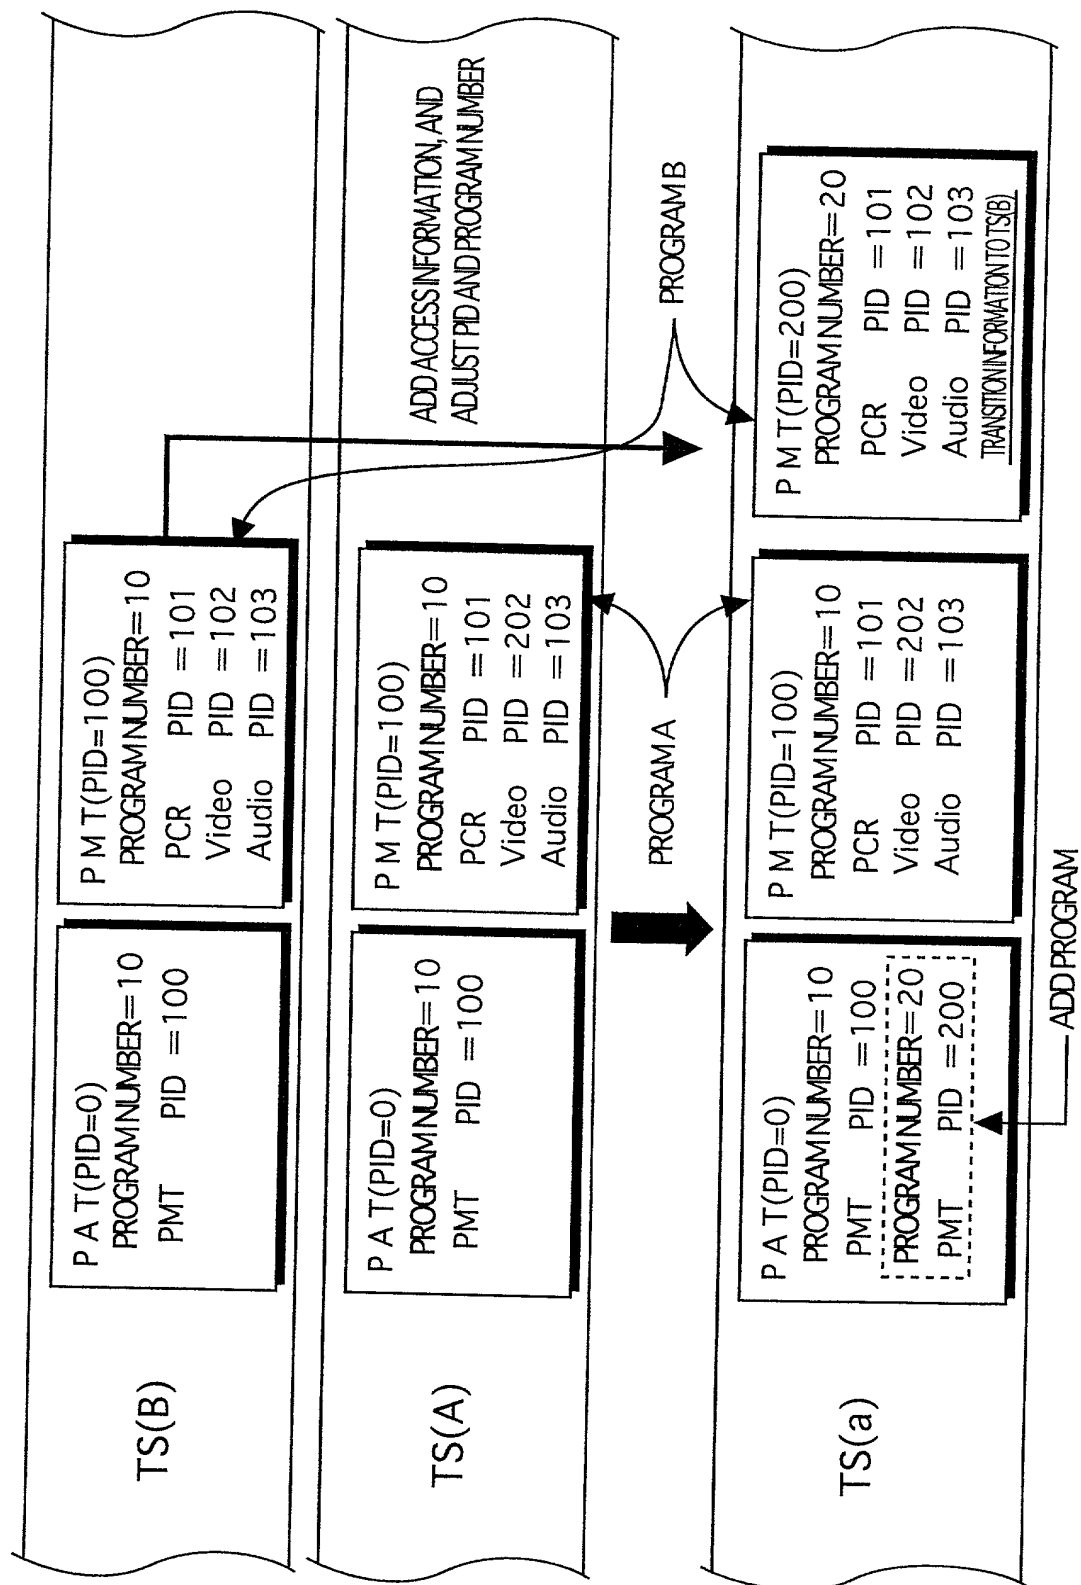 TS(B)
P A T(PID=0)
PROGRAM NUMBER=10
PMT PID =100
P M T(PID=100)
PROGRAM NUMBER=10
PCR PID =101
Video PID =102
Audio PID =103
TS(A)
P A T(PID=0)
PROGRAM NUMBER=10
PMT PID =100
P M T(PID=100)
PROGRAM NUMBER=10
PCR PID =101
Video PID =202
Audio PID =103
ADD ACCESS INFORMATION, AND
ADJUST PID AND PROGRAM NUMBER
PROGRAM A
PROGRAM B
TS(a)
P A T(PID=0)
PROGRAM NUMBER=10
PMT PID =100
PROGRAM NUMBER=20
PMT PID =200
P M T(PID=100)
PROGRAM NUMBER=10
PCR PID =101
Video PID =202
Audio PID =103
P M T(PID=200)
PROGRAM NUMBER=20
PCR PID =101
Video PID =102
Audio PID =103
TRANSITION INFORMATION TO TS(B)
ADD PROGRAM